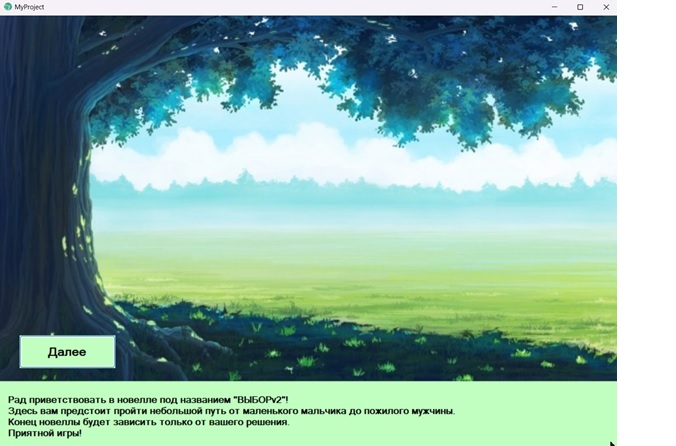 MyProject
Далее
Рад приветствовать в новелле под названием "ВЫБОРv2"!
Здесь вам предстоит пройти небольшой путь от маленького мальчика до пожилого мужчины.
Конец новеллы будет зависить только от вашего решения.
Приятной игры!